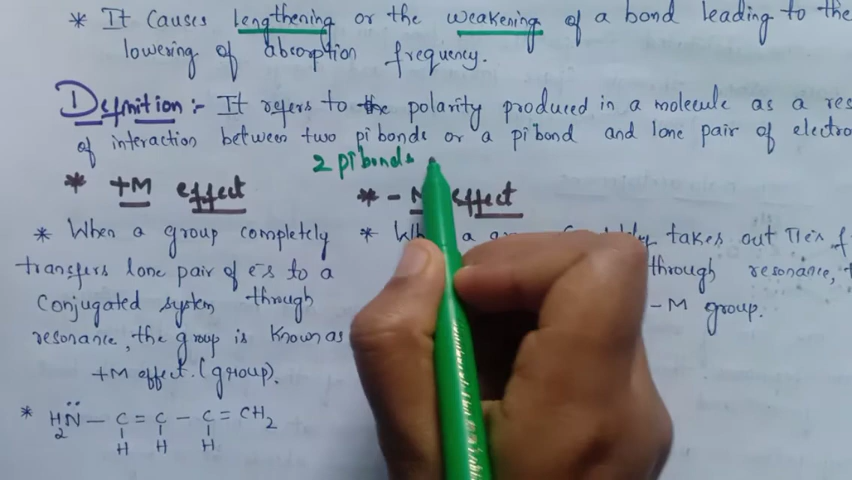 * It causes lengthening or the weakening of a bond leading to the
lowering of absorption frequency.
Definition:- It refers to the polarity produced in a molecule as a
of interaction between two pi bonds or a pi bond and lone pair of
2 pi bonds
* +M effect
* - M effect
* When a group completely
* takes out
transfers lone pair of e⁻s to a
through resonance,
Conjugated system through
-M group.
resonance, the group is known as
+M effect. (group).
* H₂N̈ - C = C - C = CH₂
H H H